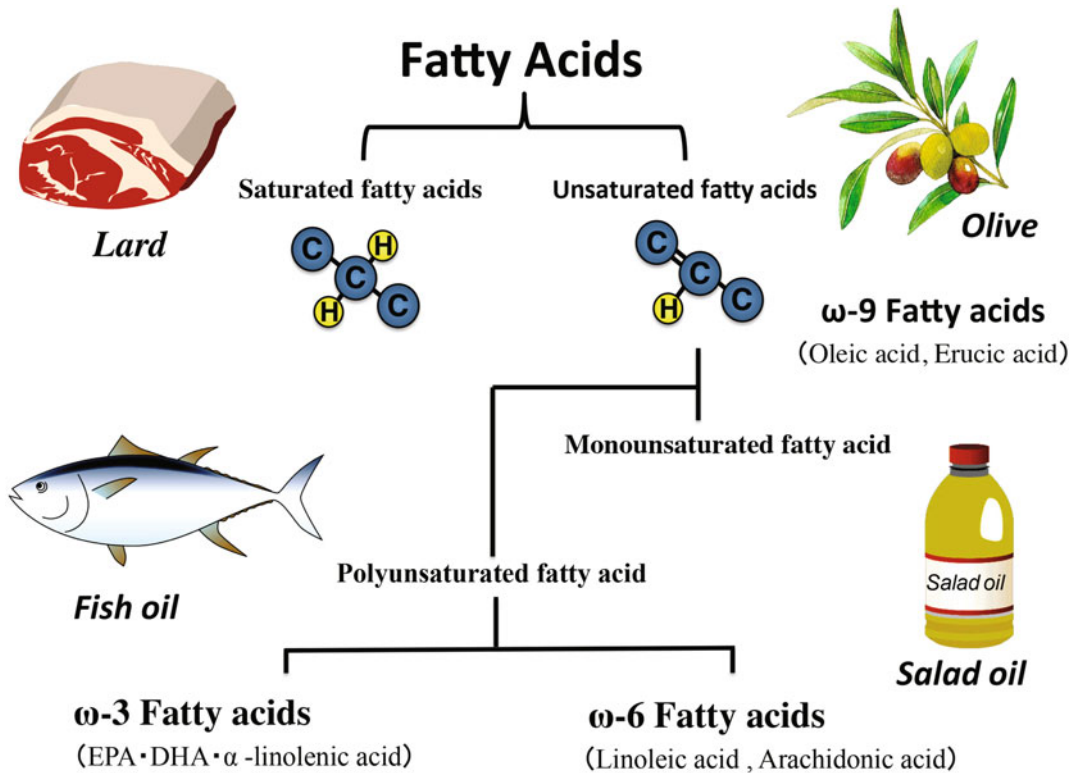 Fatty Acids
Saturated fatty acids
Unsaturated fatty acids
Lard
Olive
C
H
C
H
C
C
C
H
C
ω-9 Fatty acids
(Oleic acid, Erucic acid)
Monounsaturated fatty acid
Polyunsaturated fatty acid
Fish oil
Salad oil
Salad oil
ω-3 Fatty acids
(EPA・DHA・α-linolenic acid)
ω-6 Fatty acids
(Linoleic acid , Arachidonic acid)